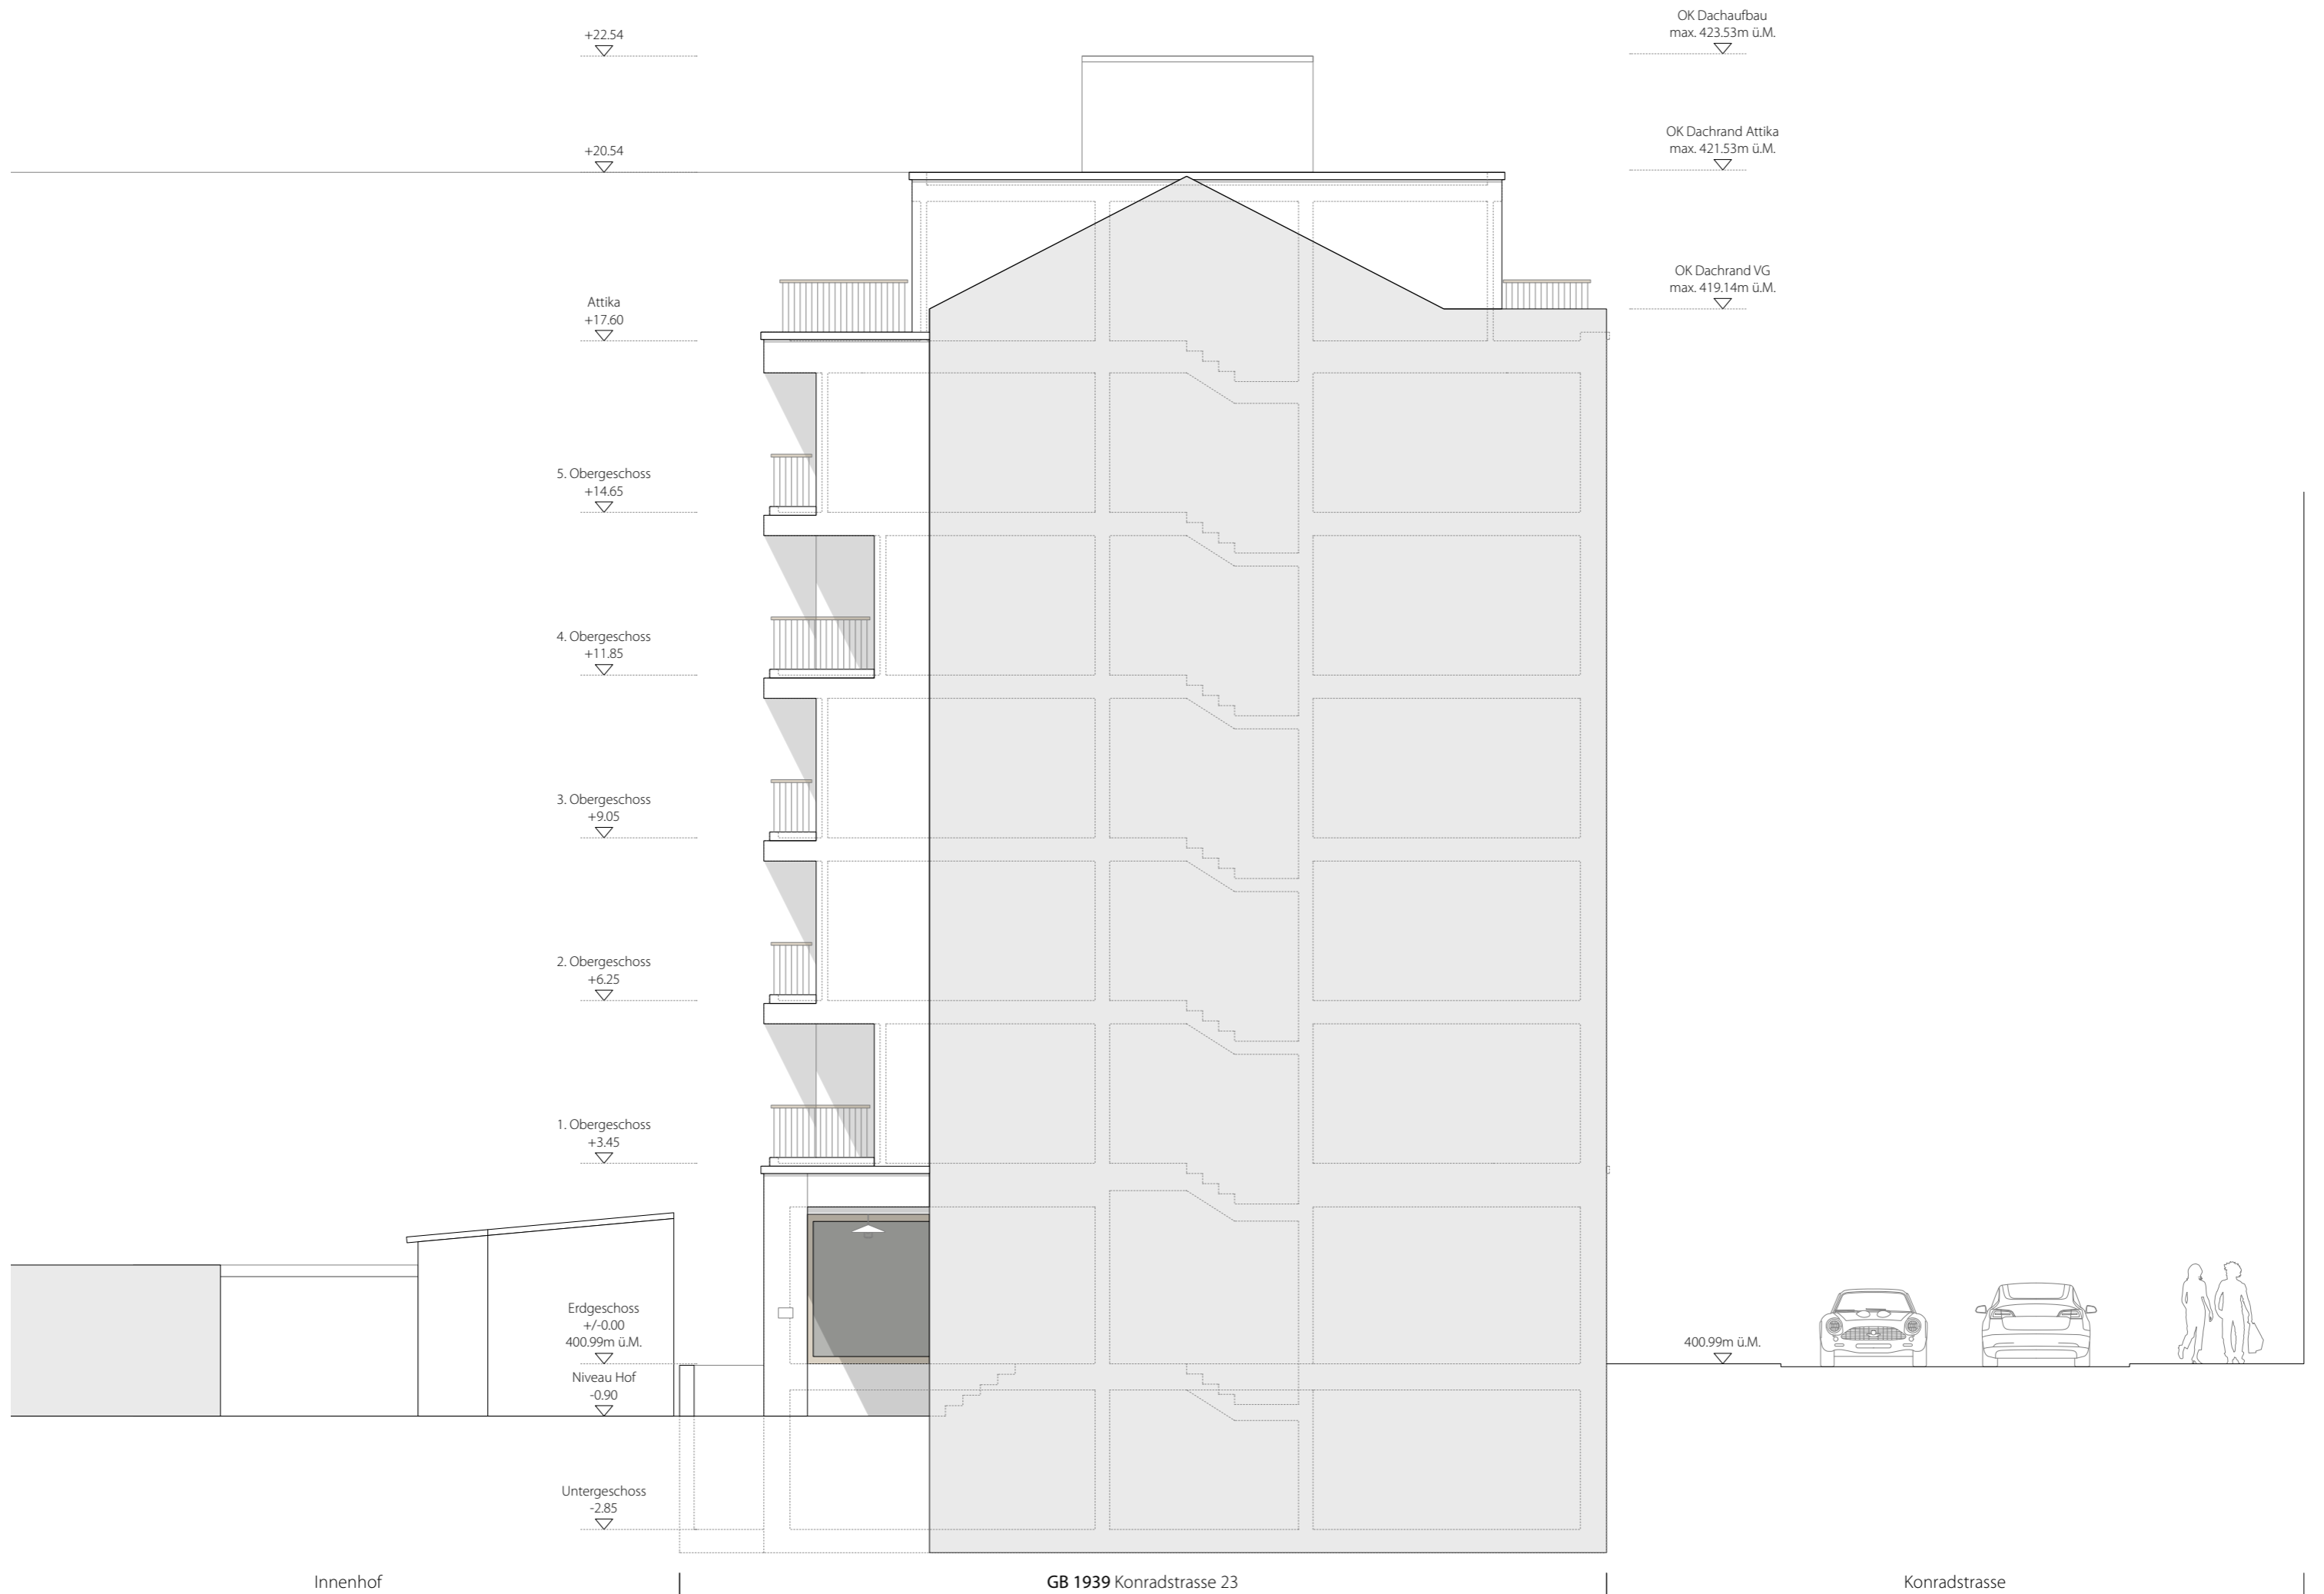 +22.54
OK Dachaufbau
max. 423.53m ü.M.
+20.54
OK Dachrand Attika
max. 421.53m ü.M.
Attika
+17.60
OK Dachrand VG
max. 419.14m ü.M.
5. Obergeschoss
+14.65
4. Obergeschoss
+11.85
3. Obergeschoss
+9.05
2. Obergeschoss
+6.25
1. Obergeschoss
+3.45
Erdgeschoss
+/-0.00
400.99m ü.M.
400.99m ü.M.
Niveau Hof
-0.90
Untergeschoss
-2.85
Innenhof
GB 1939 Konradstrasse 23
Konradstrasse